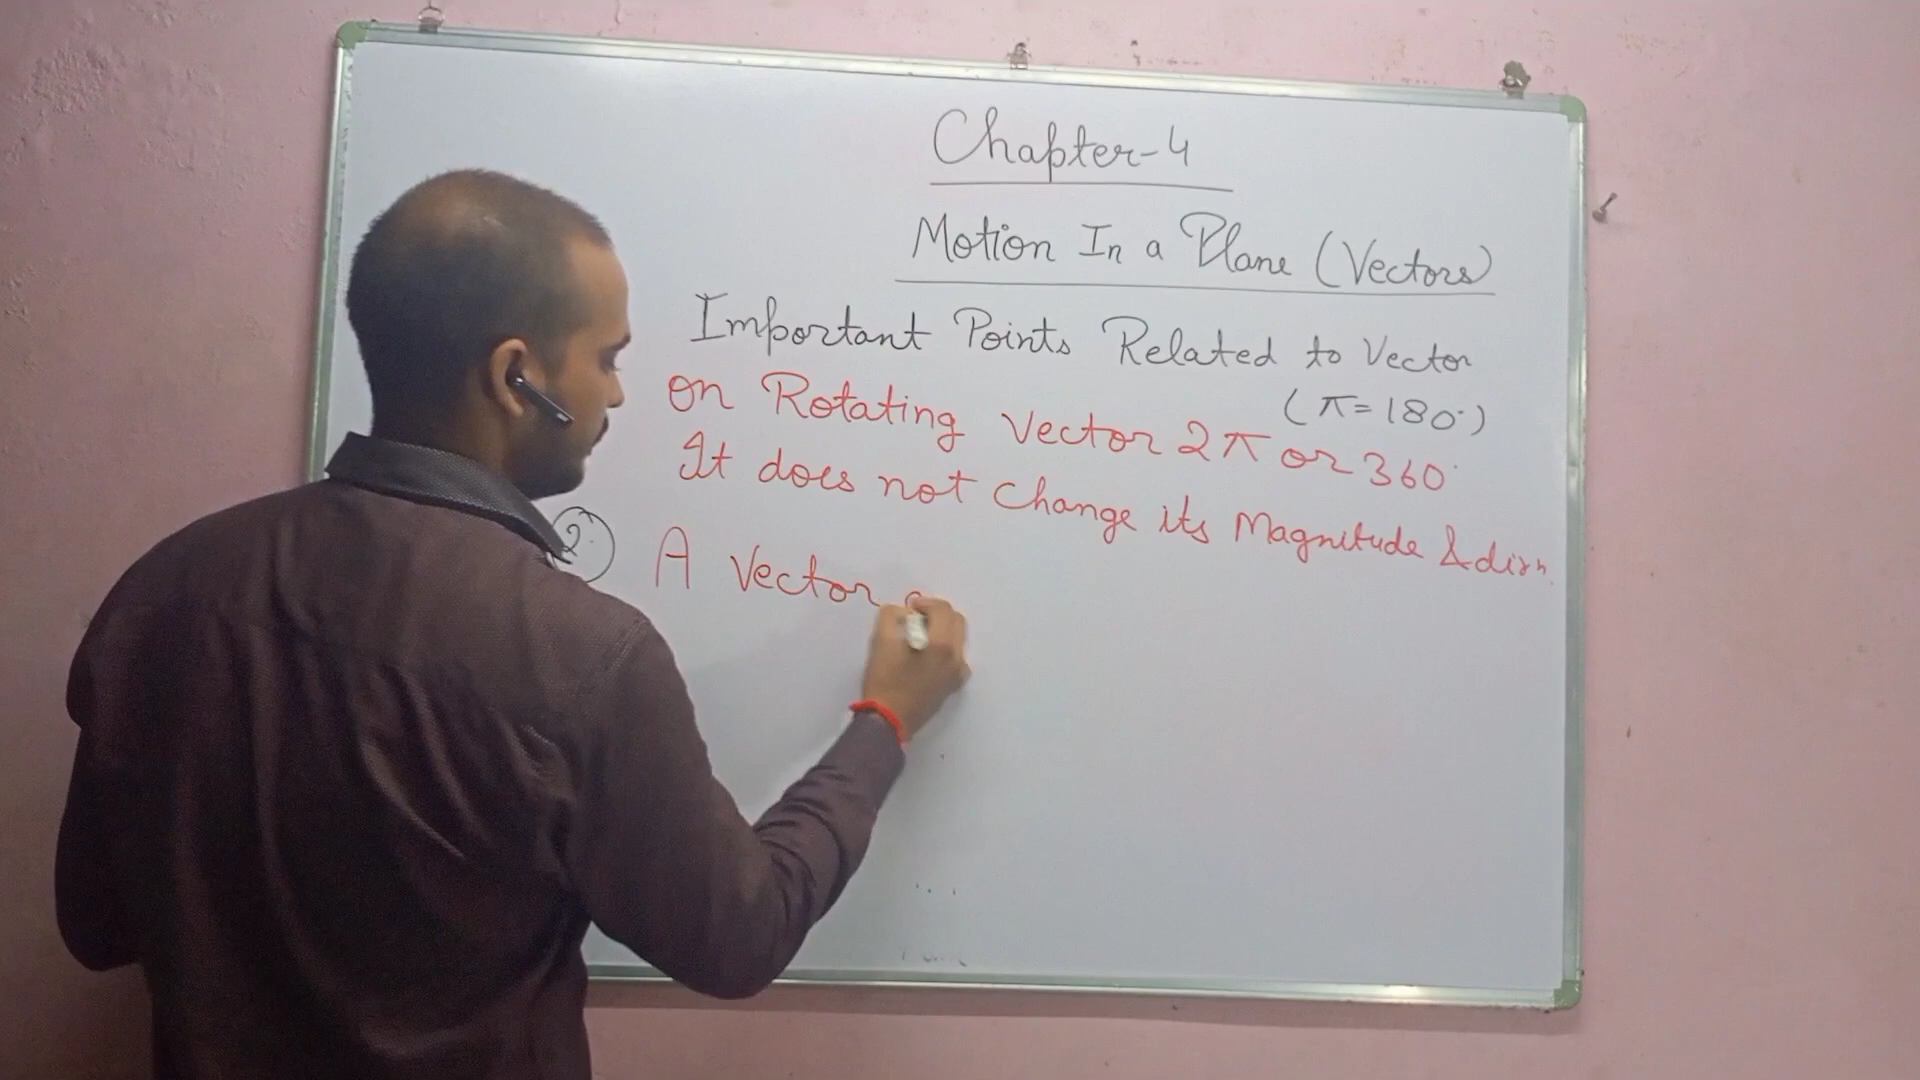 Chapter-4
Motion In a Plane (Vectors)
Important Points Related to Vector
(π=180°)
on Rotating Vector 2π or 360°
It does not change its Magnitude & dirn.
2. A Vector